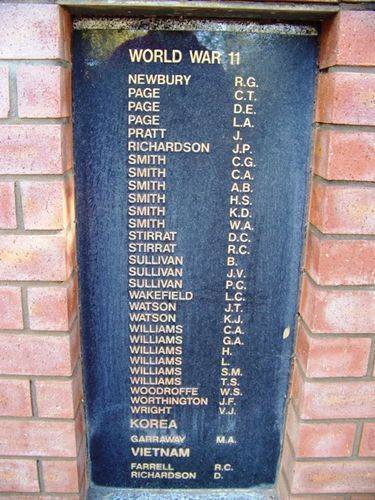 WORLD WAR 11
NEWBURY R.G.
PAGE C.T.
PAGE D.E.
PAGE L.A.
PRATT J.
RICHARDSON J.P.
SMITH C.G.
SMITH C.A.
SMITH A.B.
SMITH H.S.
SMITH K.D.
SMITH W.A.
STIRRAT D.C.
STIRRAT R.C.
SULLIVAN B.
SULLIVAN J.V.
SULLIVAN P.C.
WAKEFIELD L.C.
WATSON J.T.
WATSON K.J.
WILLIAMS C.A.
WILLIAMS G.A.
WILLIAMS H.
WILLIAMS L.
WILLIAMS S.M.
WILLIAMS T.S.
WOODROFFE W.S.
WORTHINGTON J.F.
WRIGHT V.J.
KOREA
GARRAWAY M.A.
VIETNAM
FARRELL R.C.
RICHARDSON D.